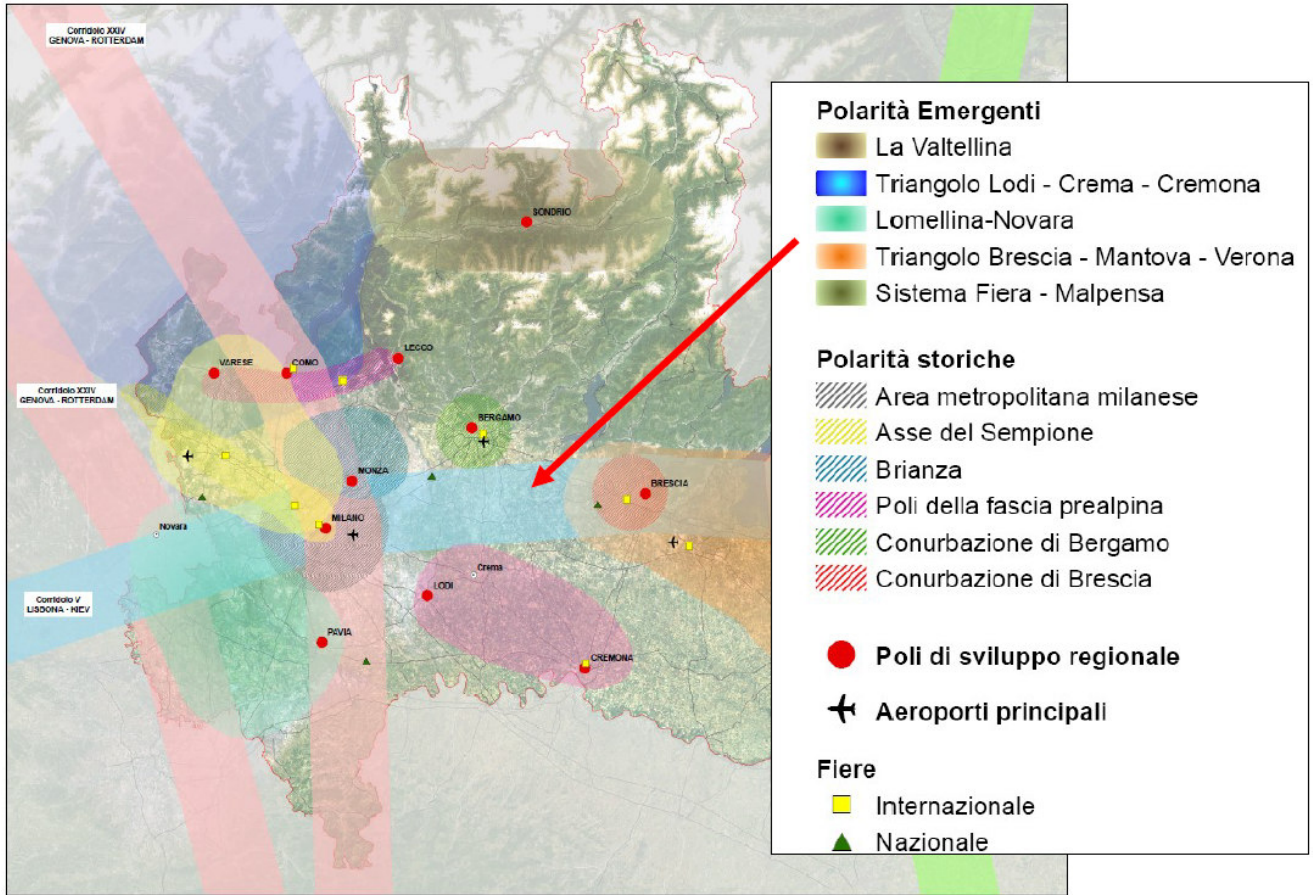 Corridoio XXIV
GENOVA - ROTTERDAM
SONDRIO
VARESE
COMO
LECCO
Corridoio XXIV
GENOVA - ROTTERDAM
BERGAMO
MONZA
BRESCIA
Novara
MILANO
Crema
LODI
Corridoio V
LISBONA - KIEV
PAVIA
CREMONA
Polarità Emergenti
La Valtellina
Triangolo Lodi - Crema - Cremona
Lomellina-Novara
Triangolo Brescia - Mantova - Verona
Sistema Fiera - Malpensa
Polarità storiche
Area metropolitana milanese
Asse del Sempione
Brianza
Poli della fascia prealpina
Conurbazione di Bergamo
Conurbazione di Brescia
Poli di sviluppo regionale
Aeroporti principali
Fiere
Internazionale
Nazionale